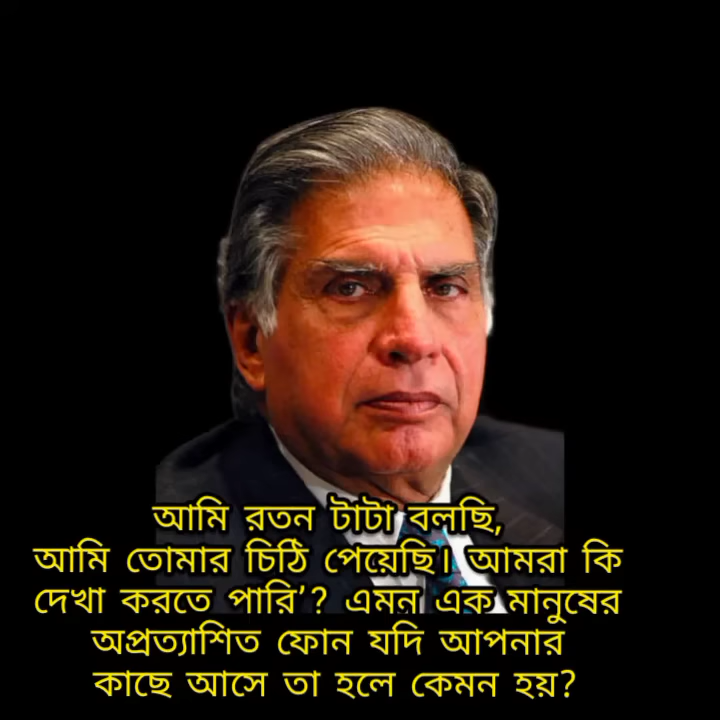 আমি রতন টাটা বলছি,
আমি তোমার চিঠি পেয়েছি। আমরা কি
দেখা করতে পারি'? এমন এক মানুষের
অপ্রত্যাশিত ফোন যদি আপনার
কাছে আসে তা হলে কেমন হয়?